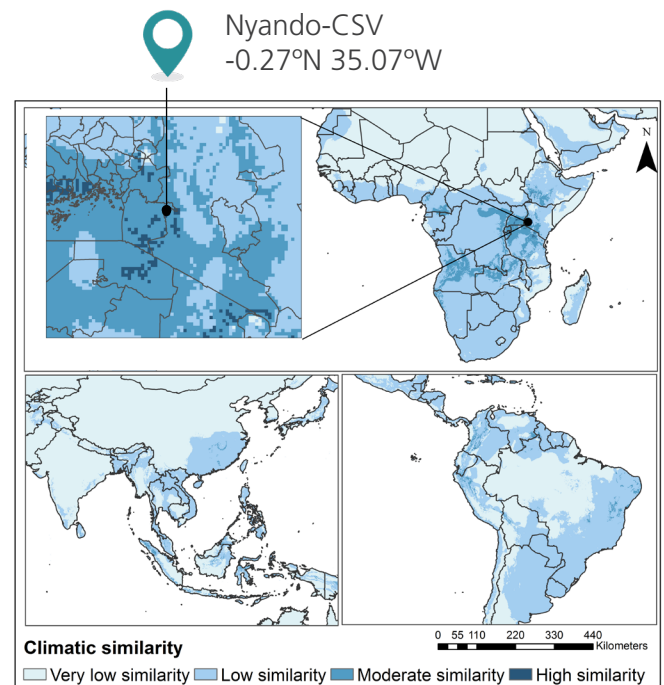 Nyando-CSV
-0.27ºN 35.07ºW
N
Climatic similarity
0 55 110 220 330 440
Kilometers
Very low similarity Low similarity Moderate similarity High similarity